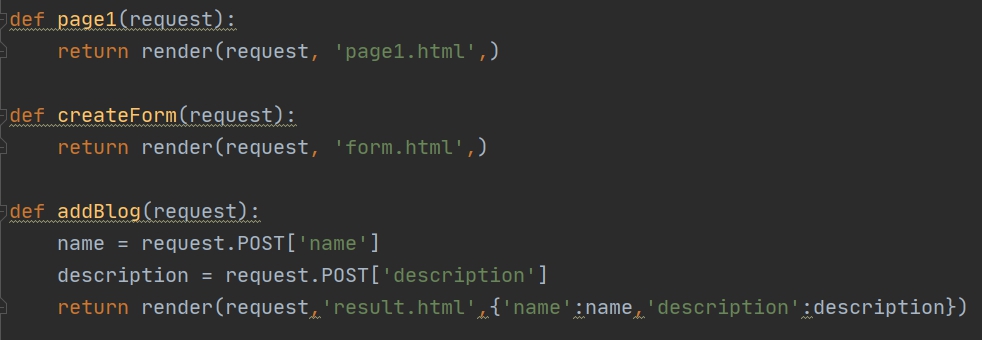 def page1(request):
    return render(request, 'page1.html',)
def createForm(request):
    return render(request, 'form.html',)
def addBlog(request):
    name = request.POST['name']
    description = request.POST['description']
    return render(request,'result.html',{'name':name,'description':description})